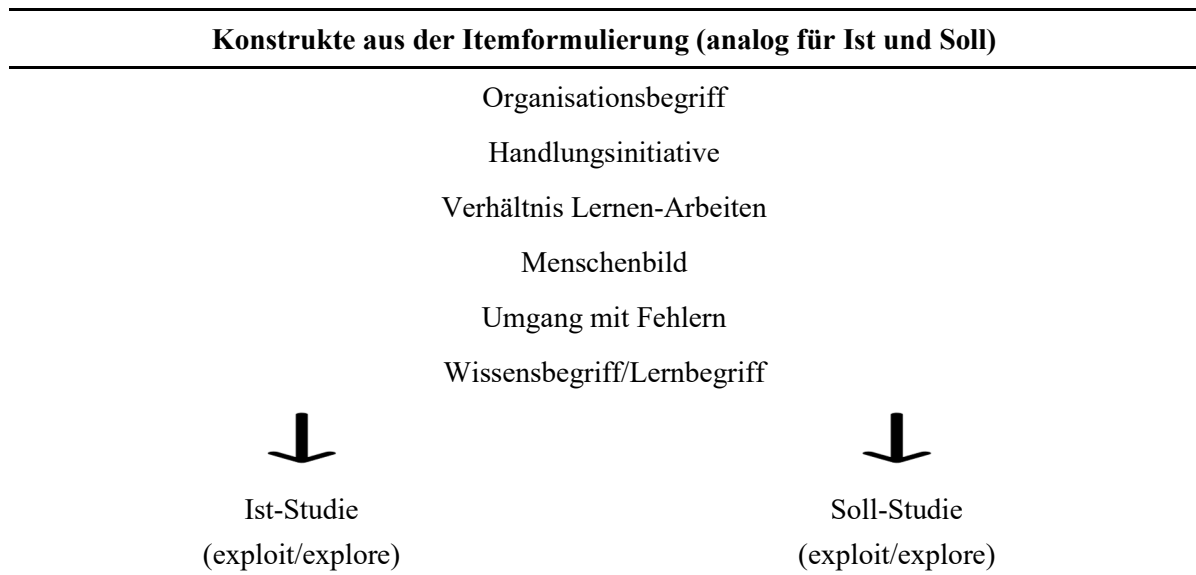 Konstrukte aus der Itemformulierung (analog für Ist und Soll)
Organisationsbegriff
Handlungsinitiative
Verhältnis Lernen-Arbeiten
Menschenbild
Umgang mit Fehlern
Wissensbegriff/Lernbegriff
Ist-Studie
(exploit/explore)
Soll-Studie
(exploit/explore)